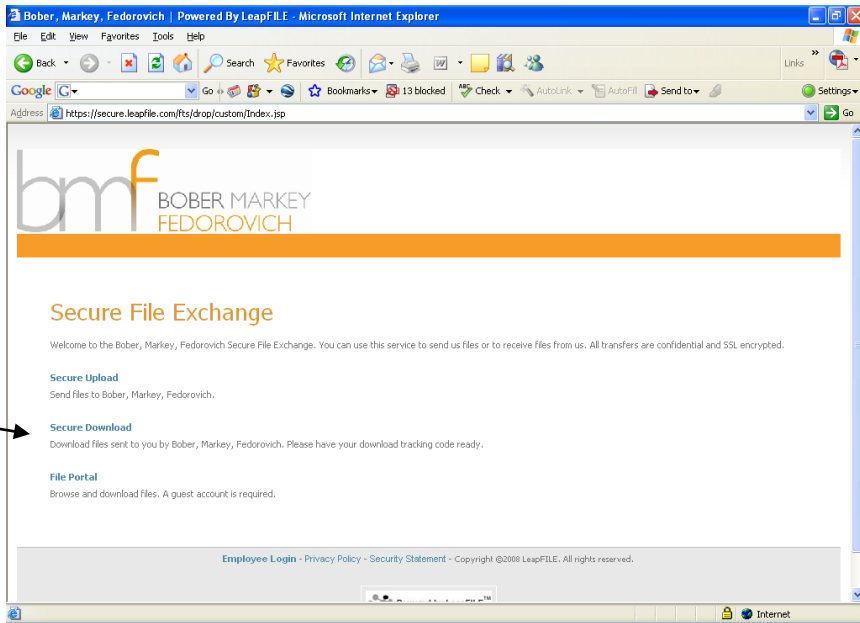 Bober, Markey, Fedorovich | Powered By LeapFILE - Microsoft Internet Explorer
File Edit View Favorites Tools Help
Back Search Favorites Links »
Google G Go Bookmarks 13 blocked Check AutoLink AutoFill Send to Settings
Address https://secure.leapfile.com/fts/drop/custom/Index.jsp Go
bmf BOBER MARKEY
FEDOROVICH
Secure File Exchange
Welcome to the Bober, Markey, Fedorovich Secure File Exchange. You can use this service to send us files or to receive files from us. All transfers are confidential and SSL encrypted.
Secure Upload
Send files to Bober, Markey, Fedorovich.
Secure Download
Download files sent to you by Bober, Markey, Fedorovich. Please have your download tracking code ready.
File Portal
Browse and download files. A guest account is required.
Employee Login - Privacy Policy - Security Statement - Copyright ©2008 LeapFILE. All rights reserved.
Internet